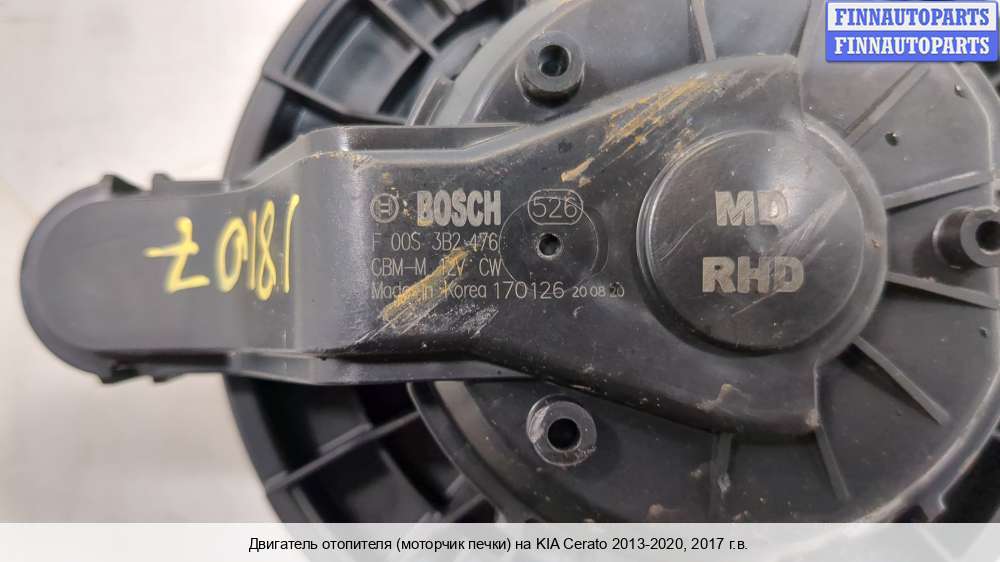 FINNAUTOPARTS
FINNAUTOPARTS
BOSCH 526
F 00S 3B2 476
CBM-M 12V CW
Made in Korea 170126 20 08 20
MD
RHD
Двигатель отопителя (моторчик печки) на KIA Cerato 2013-2020, 2017 г.в.